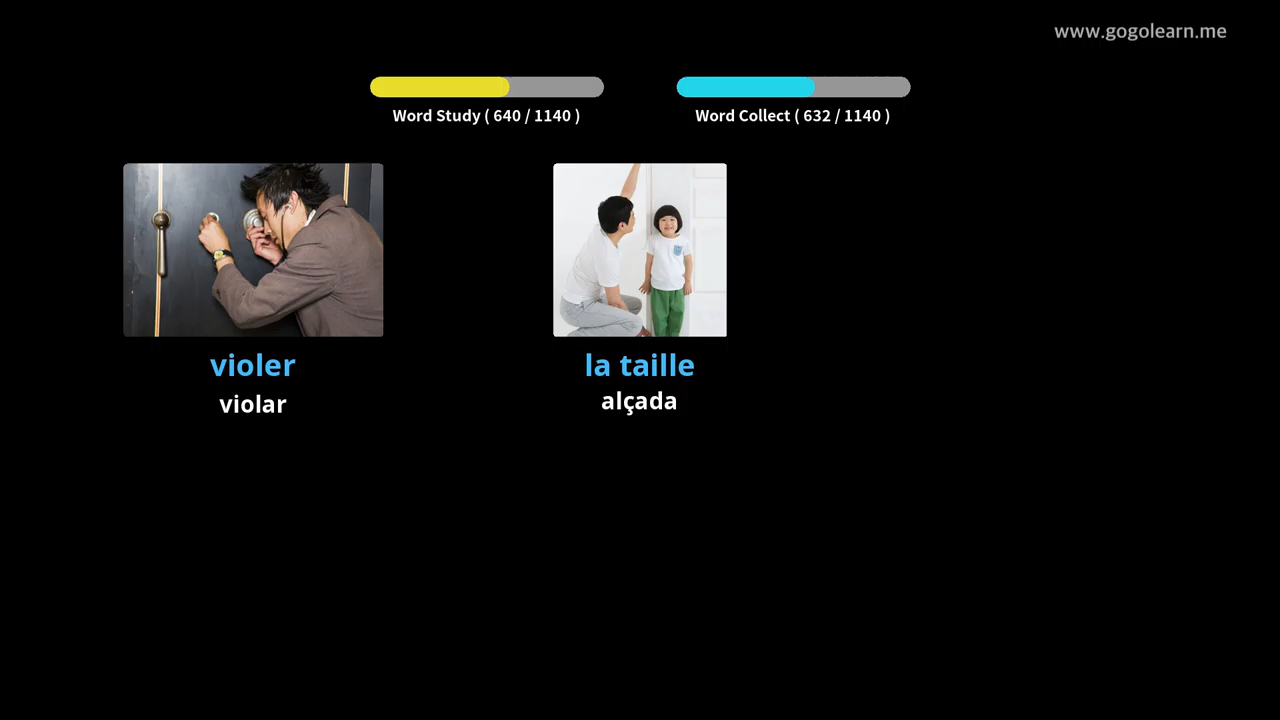 www.gogolearn.me
Word Study ( 640 / 1140 )
Word Collect ( 632 / 1140 )
violer
violar
la taille
alçada